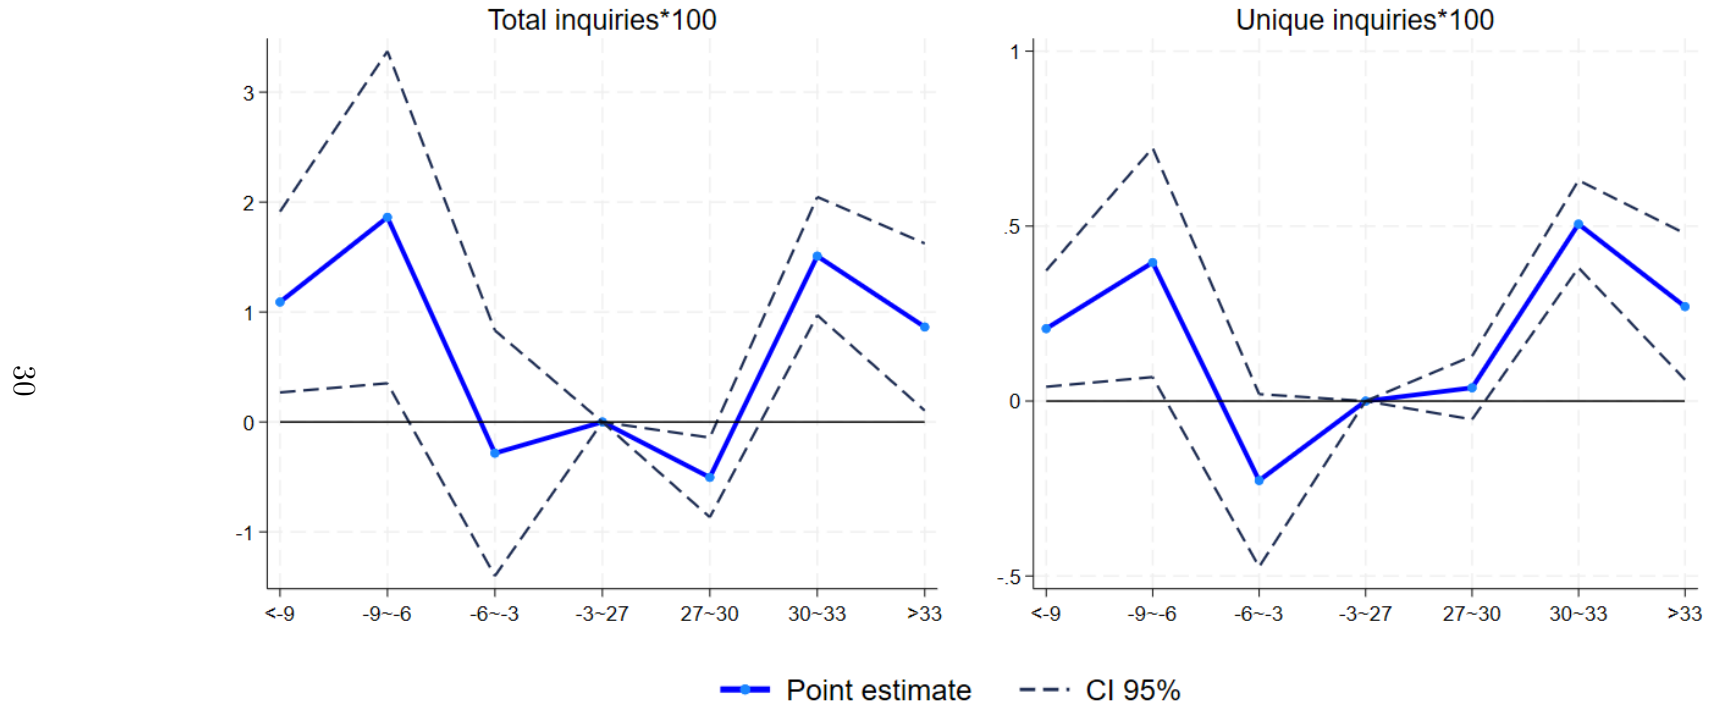 Total inquiries*100
3
2
1
0
-1
<-9 -9~-6 -6~-3 -3~27 27~30 30~33 >33
Unique inquiries*100
1
.5
0
-.5
<-9 -9~-6 -6~-3 -3~27 27~30 30~33 >33
Point estimate CI 95%
30